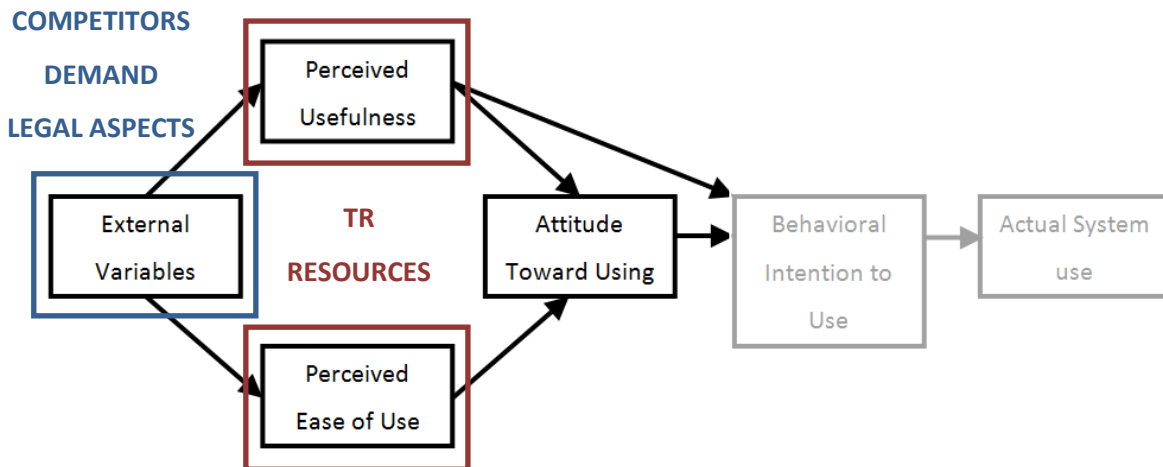 COMPETITORS
DEMAND
LEGAL ASPECTS
Perceived
Usefulness
External
Variables
TR
RESOURCES
Attitude
Toward Using
Behavioral
Intention to
Use
Actual System
use
Perceived
Ease of Use